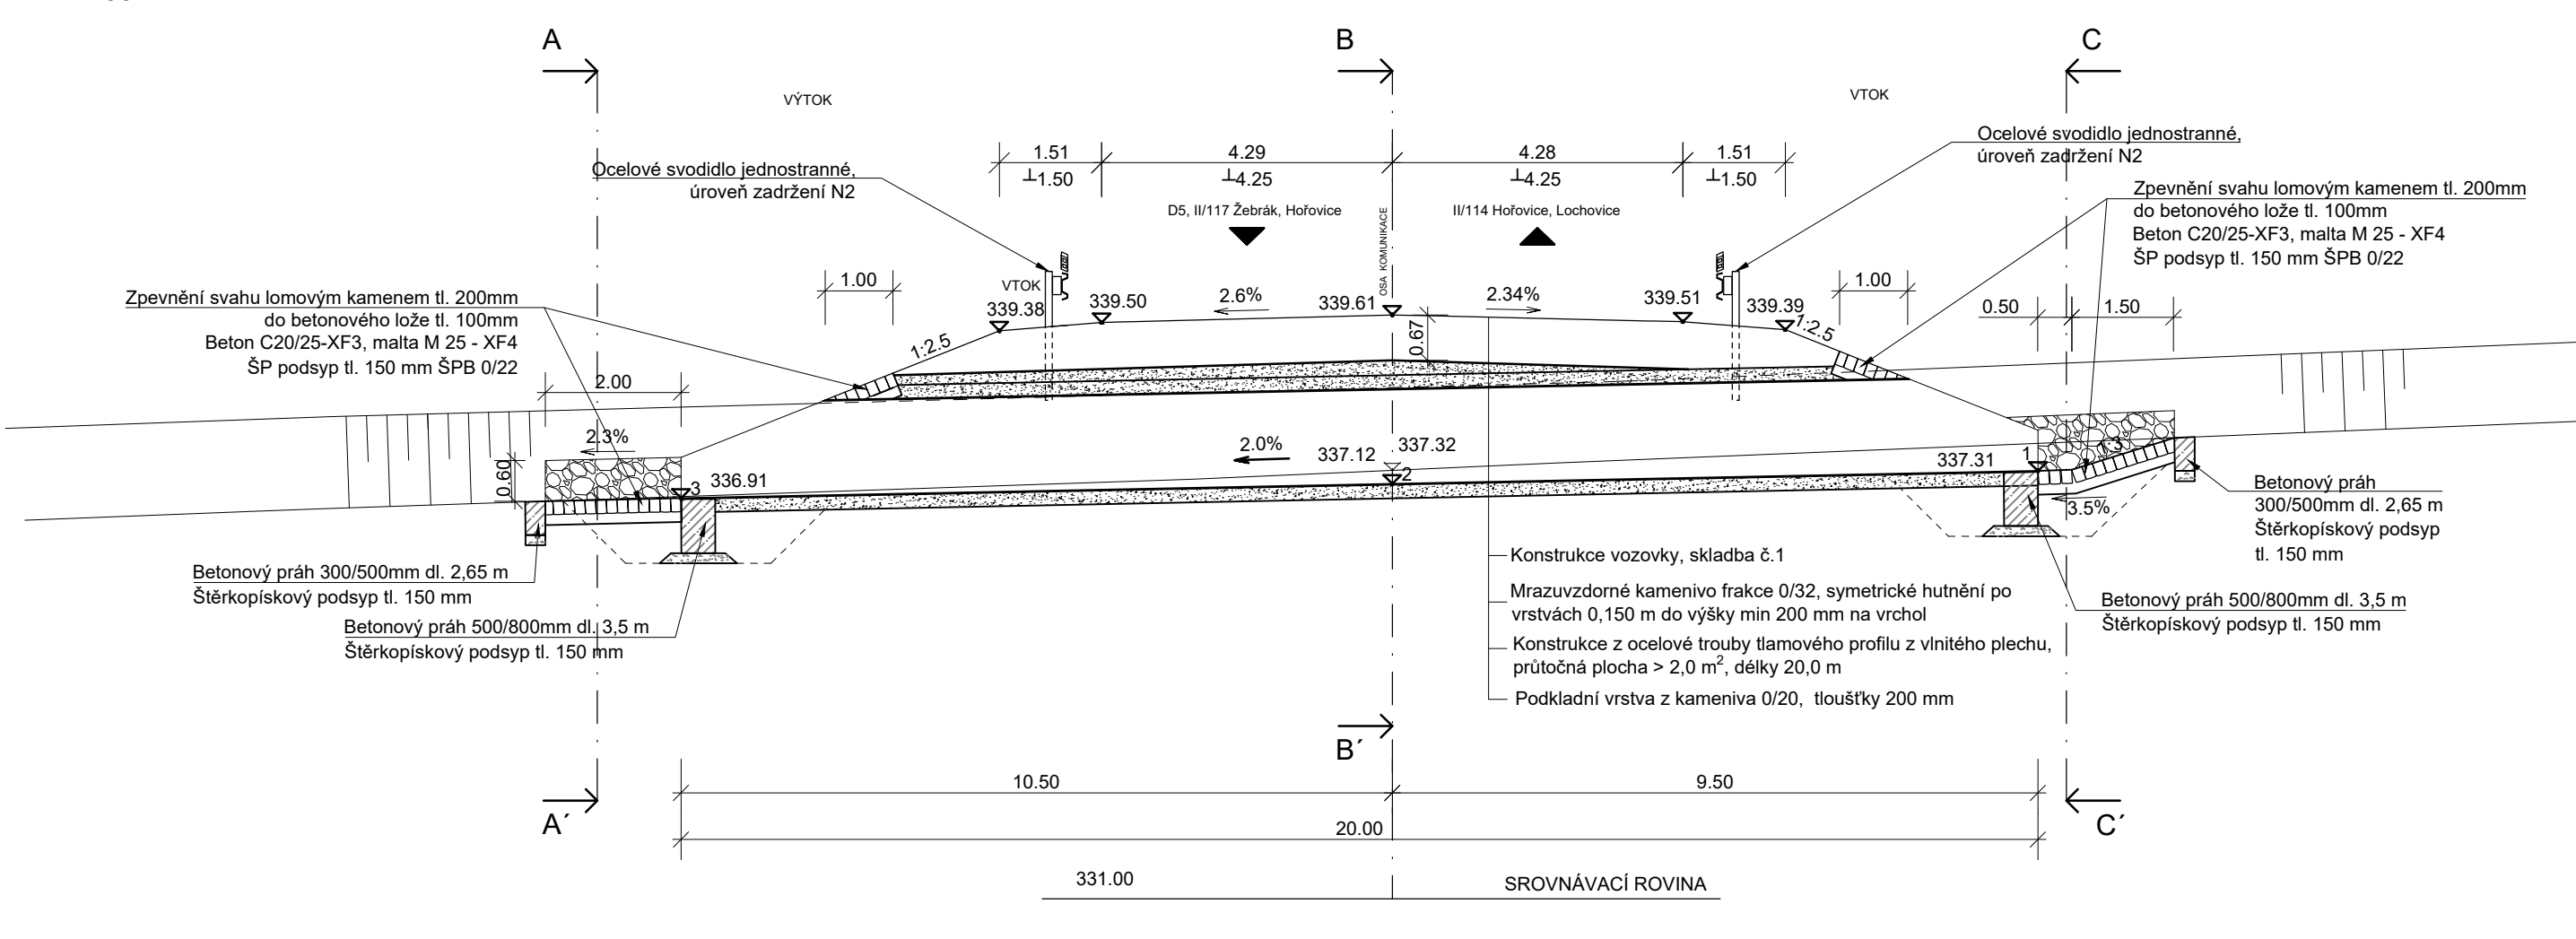 A
B
C
VÝTOK
VTOK
Ocelové svodidlo jednostranné,
úroveň zadržení N2
1.51
4.29
4.28
1.51
┴1.50
┴4.25
┴4.25
┴1.50
Ocelové svodidlo jednostranné,
úroveň zadržení N2
D5, II/117 Žebrák, Hořovice
II/114 Hořovice, Lochovice
OSA KOMUNIKACE
Zpevnění svahu lomovým kamenem tl. 200mm
do betonového lože tl. 100mm
Beton C20/25-XF3, malta M 25 - XF4
ŠP podsyp tl. 150 mm ŠPB 0/22
1.00
VTOK
339.38
339.50
2.6%
339.61
2.34%
339.51
339.39
1.00
0.50
1.50
Zpevnění svahu lomovým kamenem tl. 200mm
do betonového lože tl. 100mm
Beton C20/25-XF3, malta M 25 - XF4
ŠP podsyp tl. 150 mm ŠPB 0/22
1:2.5
0.67
1:2.5
2.00
2.3%
0.60
2.0%
337.12
337.32
337.31
1
1:3
3
336.91
2
3.5%
Betonový práh
300/500mm dl. 2,65 m
Štěrkopískový podsyp
tl. 150 mm
Betonový práh 300/500mm dl. 2,65 m
Štěrkopískový podsyp tl. 150 mm
Betonový práh 500/800mm dl. 3,5 m
Štěrkopískový podsyp tl. 150 mm
Konstrukce vozovky, skladba č.1
Mrazuvzdorné kamenivo frakce 0/32, symetrické hutnění po
vrstvách 0,150 m do výšky min 200 mm na vrchol
Konstrukce z ocelové trouby tlamového profilu z vlnitého plechu,
průtočná plocha > 2,0 m², délky 20,0 m
Podkladní vrstva z kameniva 0/20, tloušťky 200 mm
Betonový práh 500/800mm dl. 3,5 m
Štěrkopískový podsyp tl. 150 mm
B´
10.50
9.50
A´
20.00
C´
331.00
SROVNÁVACÍ ROVINA